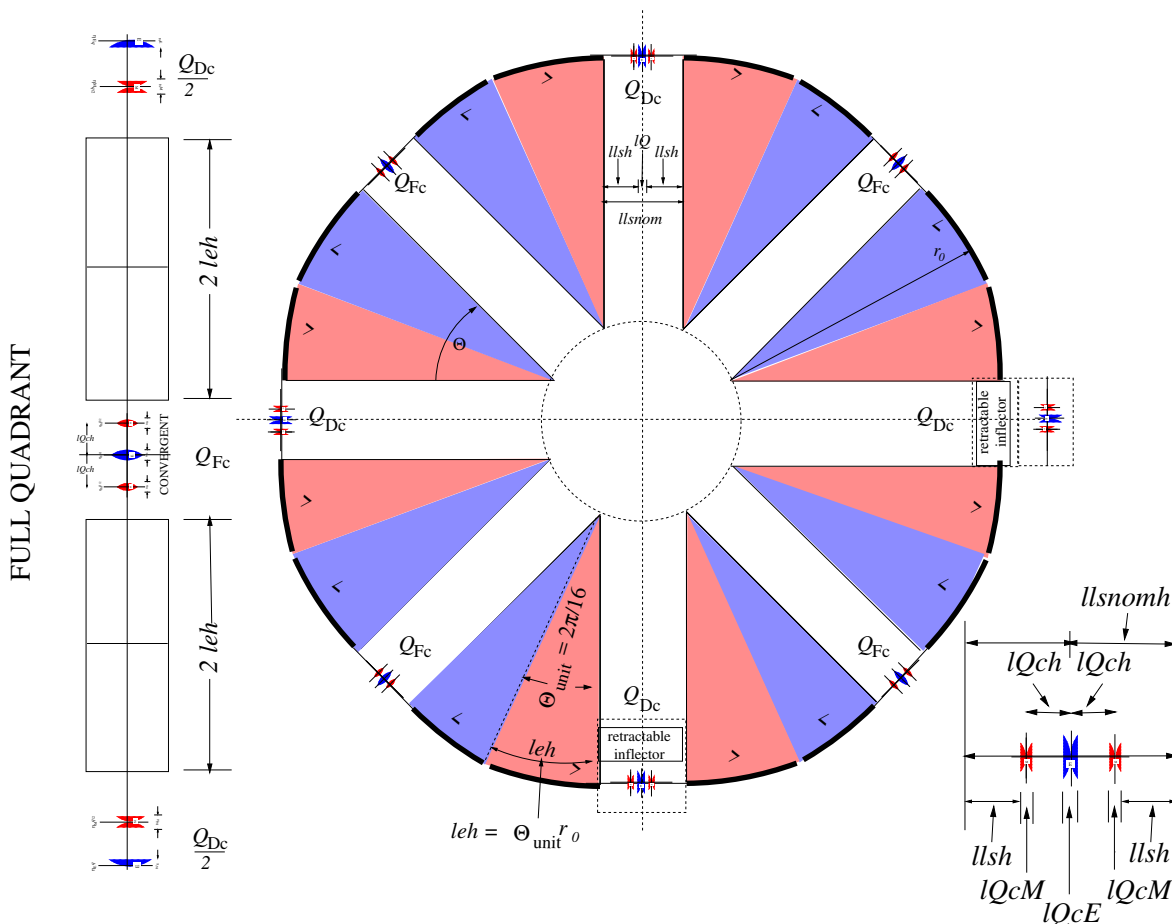 FULL QUADRANT
Q_Dc
2
2 leh
lQch
lQch
CONVERGENT
Q_Fc
2 leh
Q_Dc
2
Q_Dc
lQ
llsh
llsh
llsnom
Q_Fc
Q_Fc
r_0
Θ
Q_Dc
Q_Dc
retractable
inflector
Θ_unit = 2π/16
Q_Fc
Q_Fc
Q_Dc
retractable
inflector
leh
leh = Θ_unit r_0
llsnomh
lQch
lQch
llsh
llsh
lQcM
lQcM
lQcE